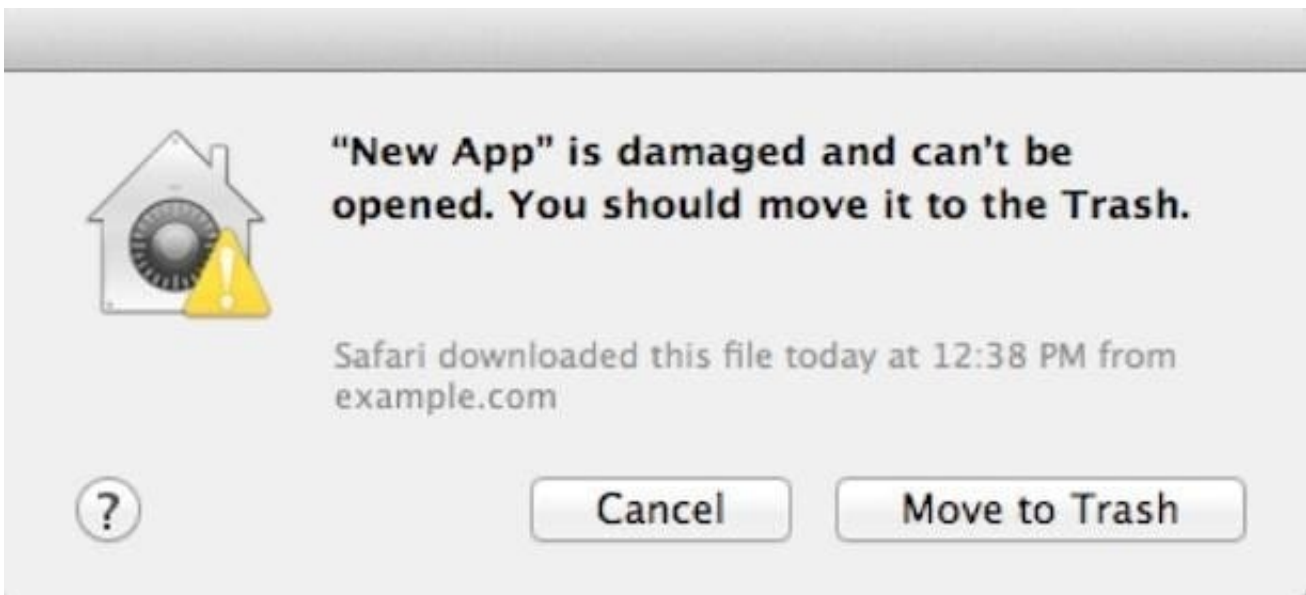 “New App” is damaged and can't be
opened. You should move it to the Trash.
Safari downloaded this file today at 12:38 PM from
example.com
?
Cancel
Move to Trash